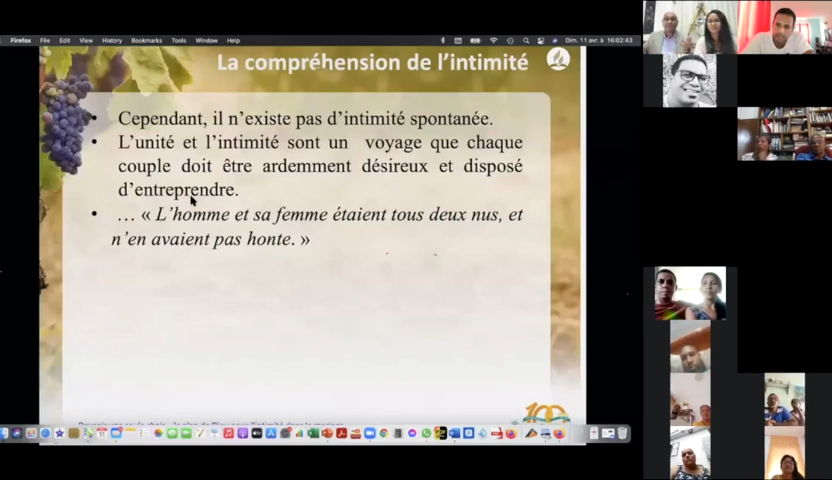 Firefox File Edit View History Bookmarks Tools Window Help Dim. 11 avr. à 16:02:43
La compréhension de l'intimité
• Cependant, il n'existe pas d'intimité spontanée.
• L'unité et l'intimité sont un voyage que chaque
couple doit être ardemment désireux et disposé
d'entreprendre.
• … « L'homme et sa femme étaient tous deux nus, et
n'en avaient pas honte. »
100